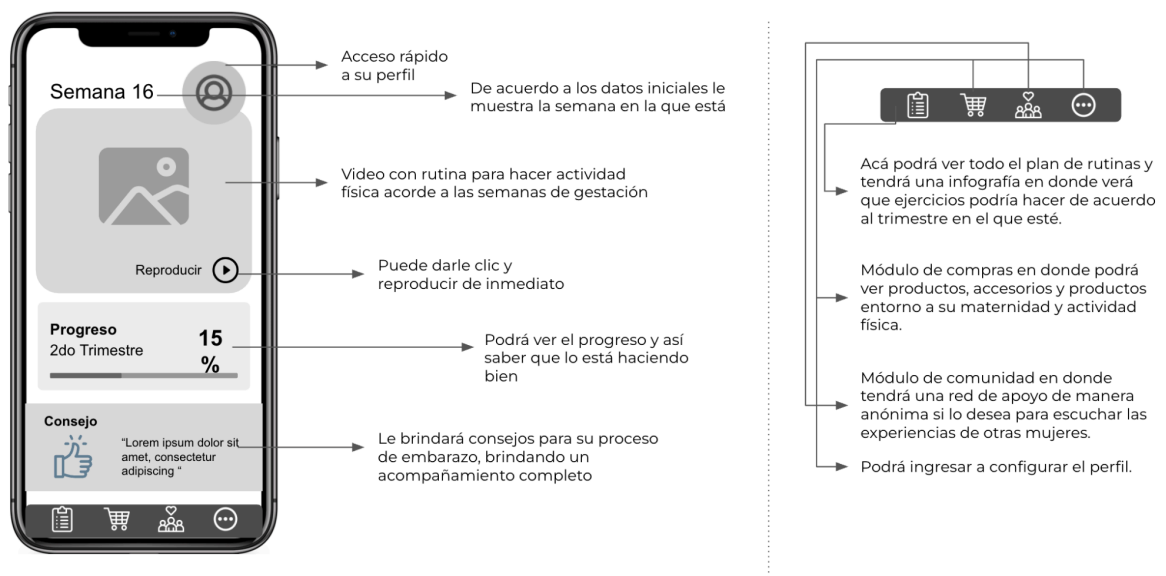 Semana 16
Reproducir
Progreso
2do Trimestre
15
%
Consejo
“Lorem ipsum dolor sit
amet, consectetur
adipiscing “
Acceso rápido
a su perfil
De acuerdo a los datos iniciales le
muestra la semana en la que está
Video con rutina para hacer actividad
física acorde a las semanas de gestación
Puede darle clic y
reproducir de inmediato
Podrá ver el progreso y así
saber que lo está haciendo
bien
Le brindará consejos para su proceso
de embarazo, brindando un
acompañamiento completo
Acá podrá ver todo el plan de rutinas y
tendrá una infografía en donde verá
que ejercicios podría hacer de acuerdo
al trimestre en el que esté.
Módulo de compras en donde podrá
ver productos, accesorios y productos
entorno a su maternidad y actividad
física.
Módulo de comunidad en donde
tendrá una red de apoyo de manera
anónima si lo desea para escuchar las
experiencias de otras mujeres.
Podrá ingresar a configurar el perfil.